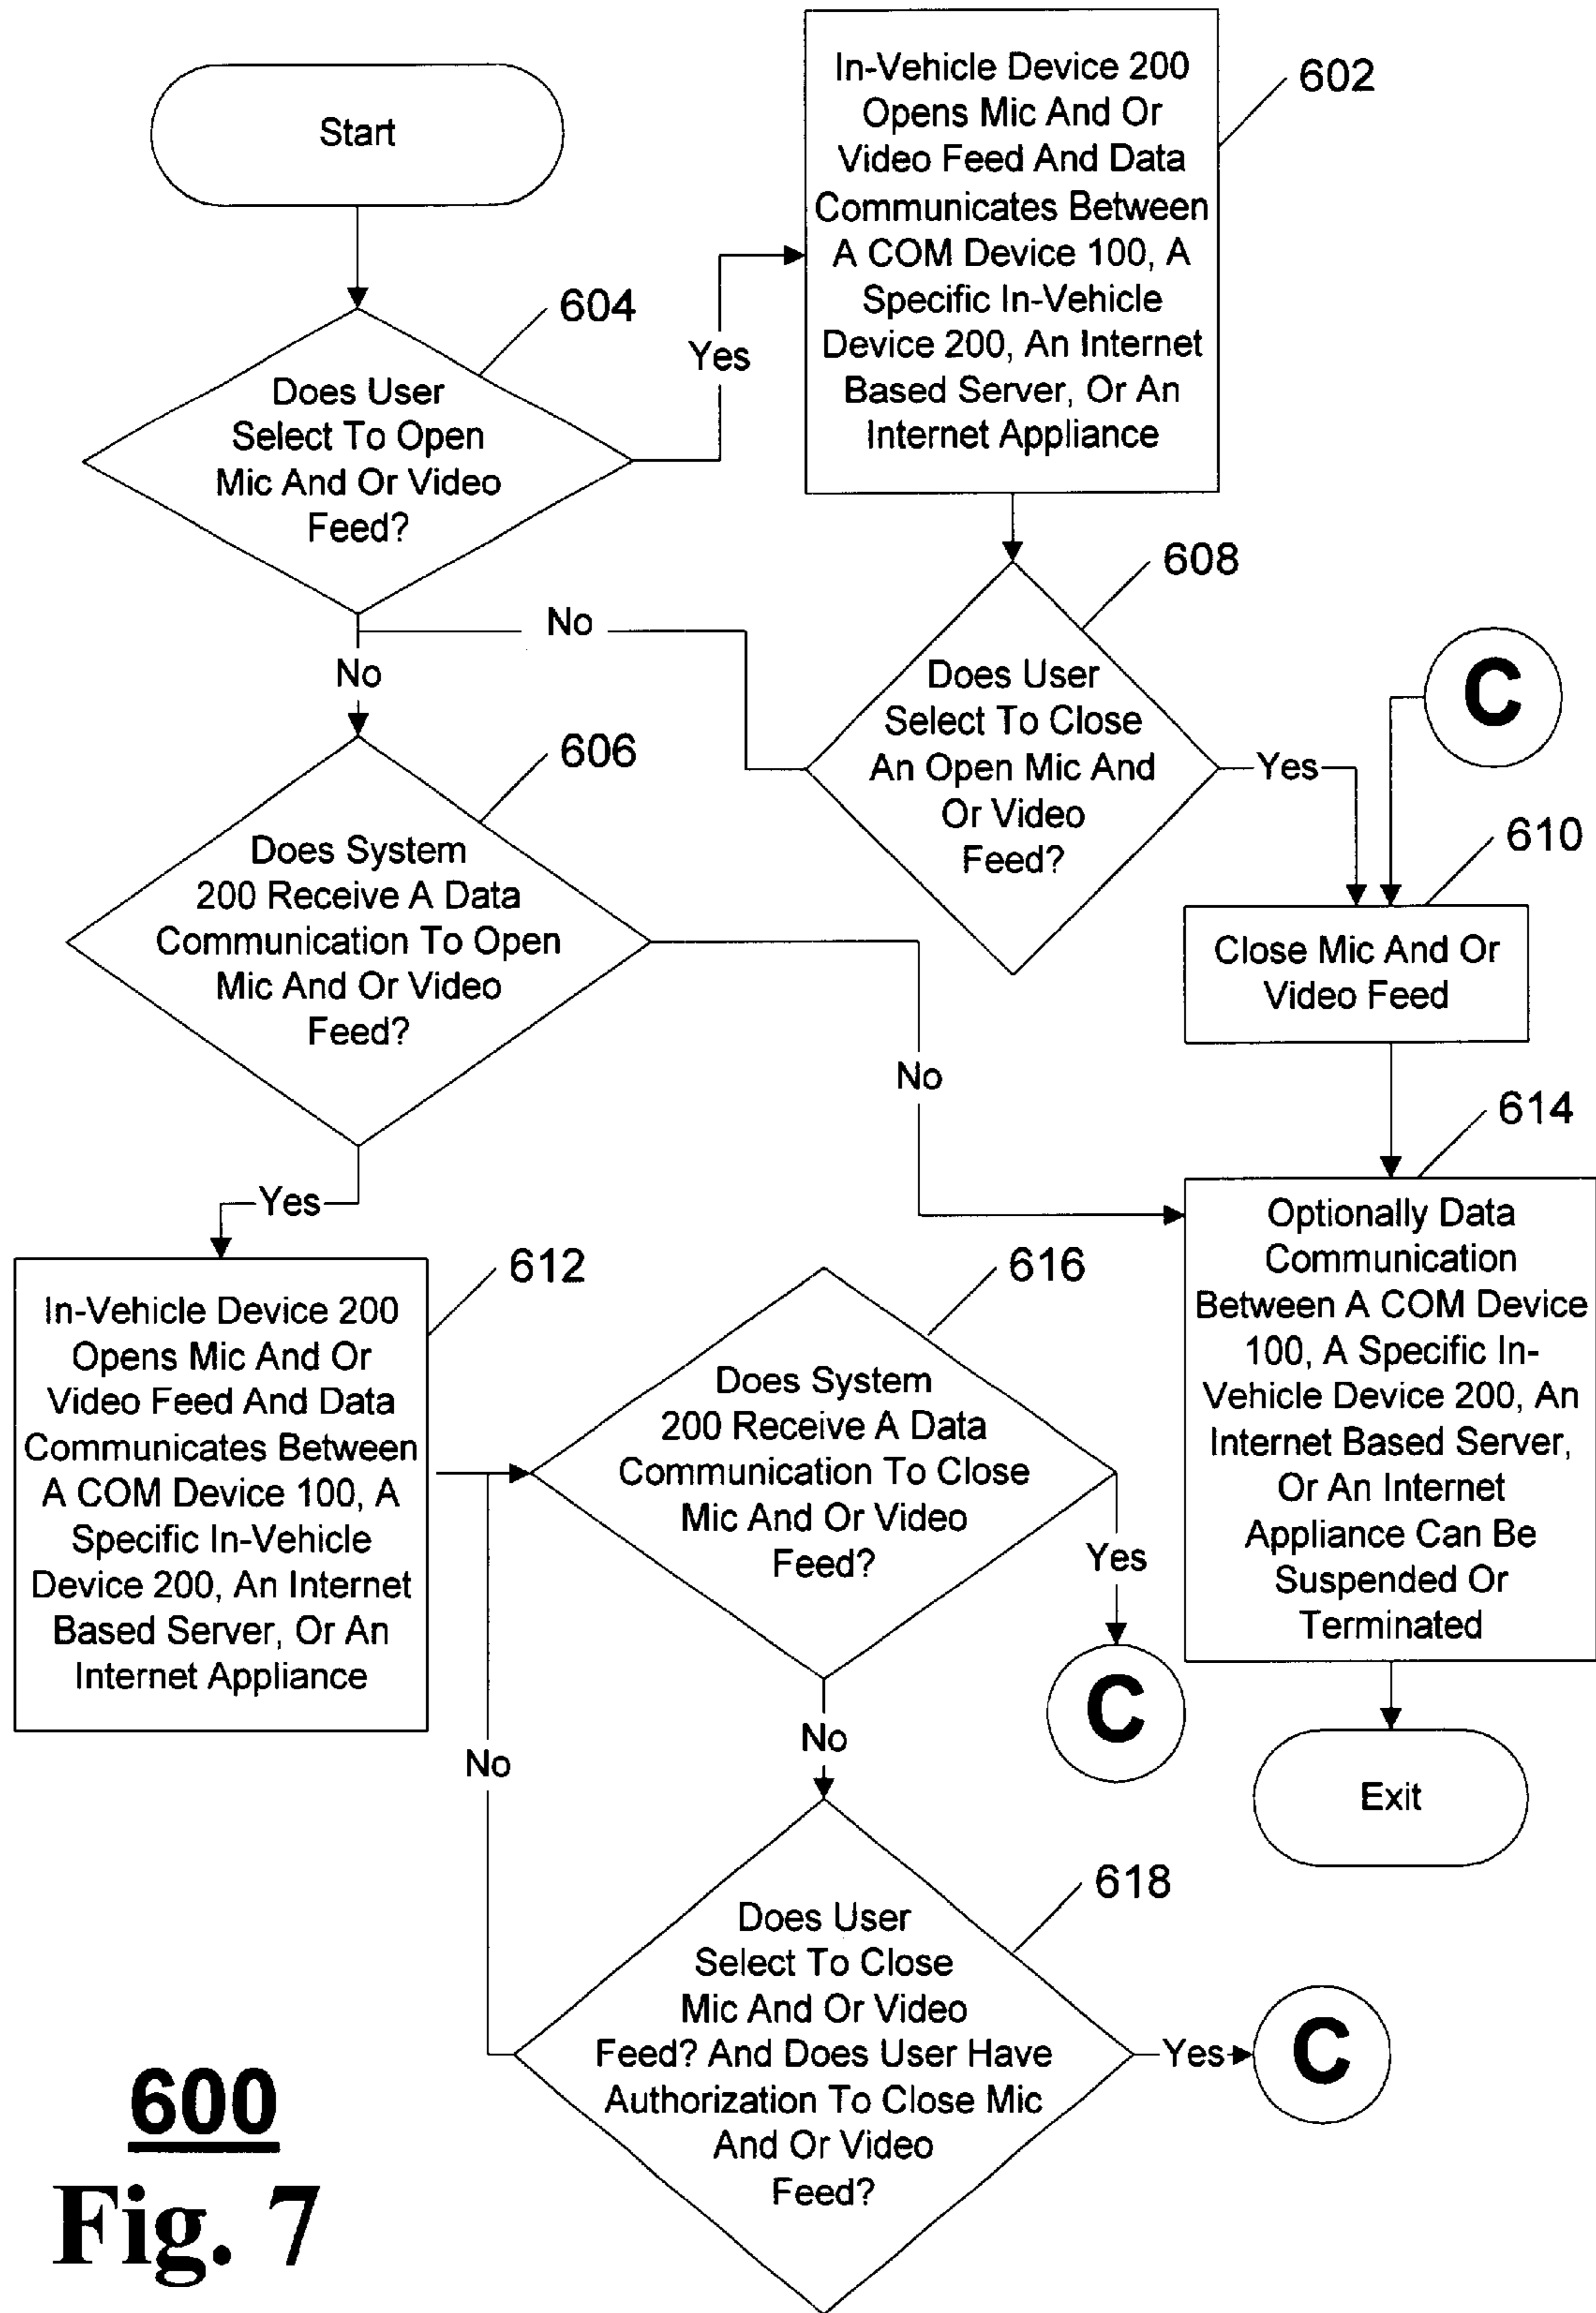 Start
In-Vehicle Device 200
Opens Mic And Or
Video Feed And Data
Communicates Between
A COM Device 100, A
Specific In-Vehicle
Device 200, An Internet
Based Server, Or An
Internet Appliance
602
604
Does User
Select To Open
Mic And Or Video
Feed?
Yes
608
No
No
Does User
Select To Close
An Open Mic And
Or Video
Feed?
Yes
C
606
Does System
200 Receive A Data
Communication To Open
Mic And Or Video
Feed?
610
Close Mic And Or
Video Feed
No
614
Yes
Optionally Data
Communication
Between A COM Device
100, A Specific In-
Vehicle Device 200, An
Internet Based Server,
Or An Internet
Appliance Can Be
Suspended Or
Terminated
612
In-Vehicle Device 200
Opens Mic And Or
Video Feed And Data
Communicates Between
A COM Device 100, A
Specific In-Vehicle
Device 200, An Internet
Based Server, Or An
Internet Appliance
616
Does System
200 Receive A Data
Communication To Close
Mic And Or Video
Feed?
Yes
C
No
No
Exit
618
Does User
Select To Close
Mic And Or Video
Feed? And Does User Have
Authorization To Close Mic
And Or Video
Feed?
Yes
C
600
Fig. 7